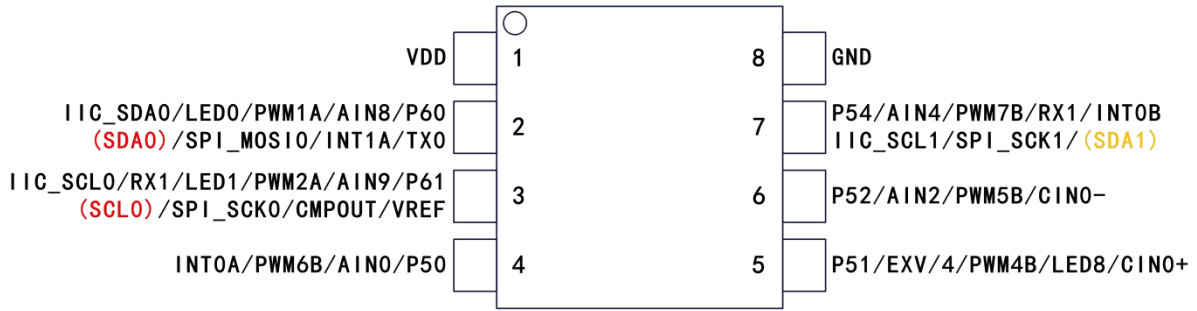 VDD 1 8 GND
IIC_SDA0/LED0/PWM1A/AIN8/P60
(SDA0)/SPI_MOSI0/INT1A/TX0
2 7
P54/AIN4/PWM7B/RX1/INT0B
IIC_SCL1/SPI_SCK1/(SDA1)
IIC_SCL0/RX1/LED1/PWM2A/AIN9/P61
(SCL0)/SPI_SCK0/CMPOUT/VREF
3 6 P52/AIN2/PWM5B/CIN0-
INT0A/PWM6B/AIN0/P50 4 5 P51/EXV/4/PWM4B/LED8/CIN0+